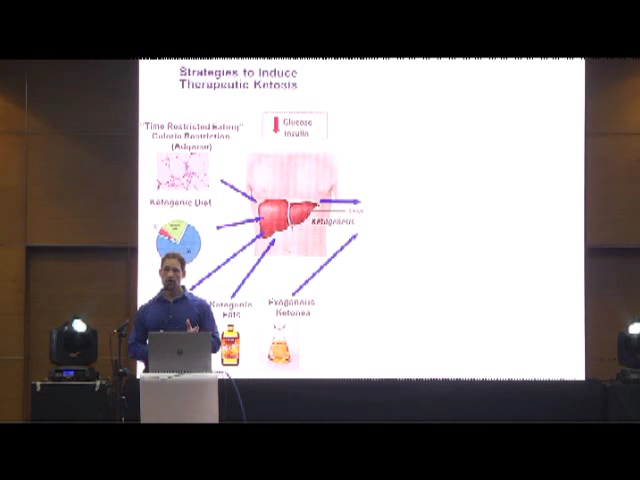 Strategies to Induce
Therapeutic Ketosis
Glucose
Insulin
"Time Restricted Eating"
Calorie Restriction
(Adipose)
Ketogenic Diet
Ketogenesis
Ketogenic
Fats
Exogenous
Ketones